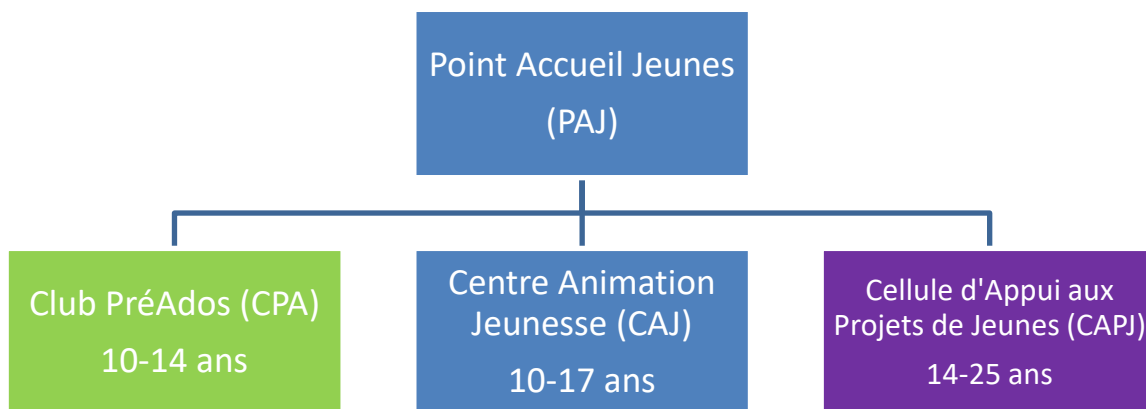 Point Accueil Jeunes
(PAJ)
Club PréAdos (CPA)
10-14 ans
Centre Animation
Jeunesse (CAJ)
10-17 ans
Cellule d'Appui aux
Projets de Jeunes (CAPJ)
14-25 ans